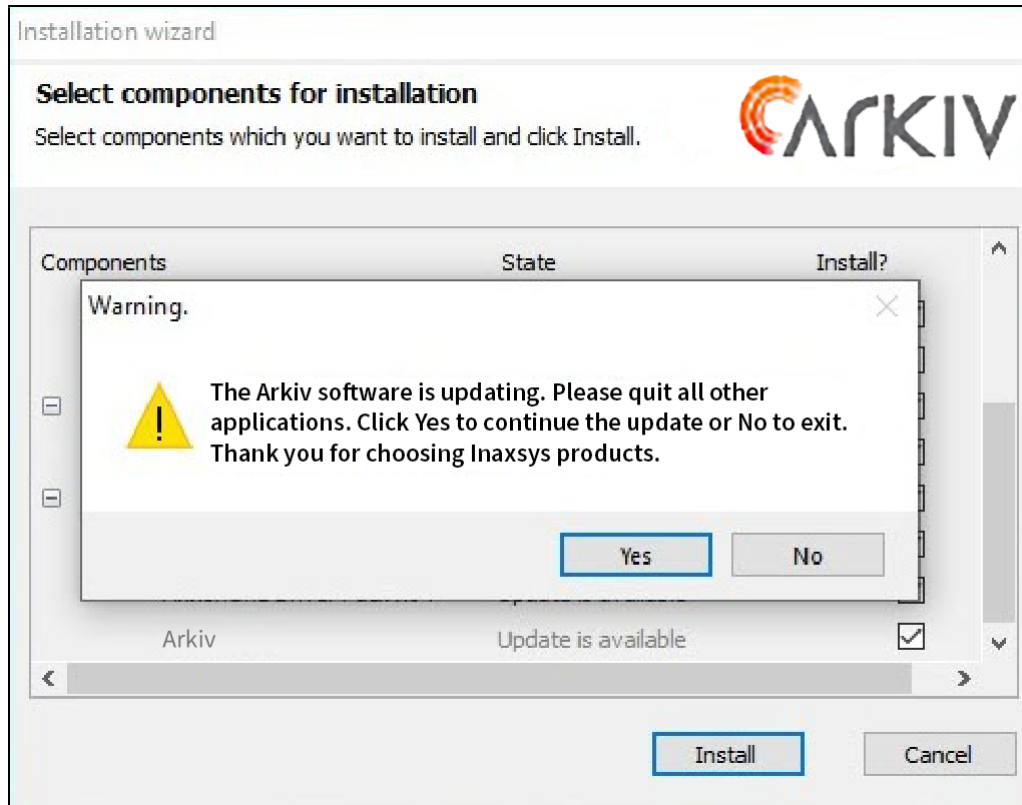 Installation wizard
Select components for installation
Select components which you want to install and click Install.
ARKIV
Components State Install?
Warning.
The Arkiv software is updating. Please quit all other
applications. Click Yes to continue the update or No to exit.
Thank you for choosing Inaxsys products.
Yes No
Arkiv Update is available
Install Cancel